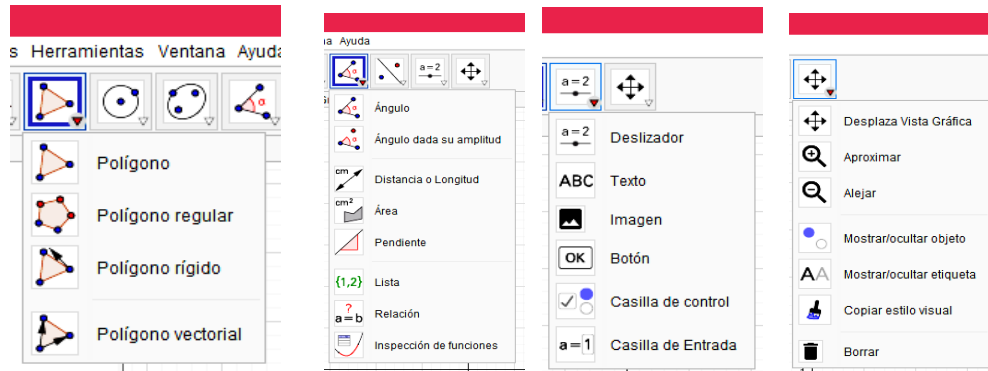 s Herramientas Ventana Ayuda
α
Polígono
Polígono regular
Polígono rígido
Polígono vectorial
na Ayuda
α
a=2
α Ángulo
α Ángulo dada su amplitud
cm Distancia o Longitud
cm² Área
Pendiente
{1,2} Lista
a=b ? Relación
Inspección de funciones
a=2
a=2 Deslizador
ABC Texto
Imagen
OK Botón
Casilla de control
a=1 Casilla de Entrada
Desplaza Vista Gráfica
Aproximar
Alejar
Mostrar/ocultar objeto
AA Mostrar/ocultar etiqueta
Copiar estilo visual
Borrar